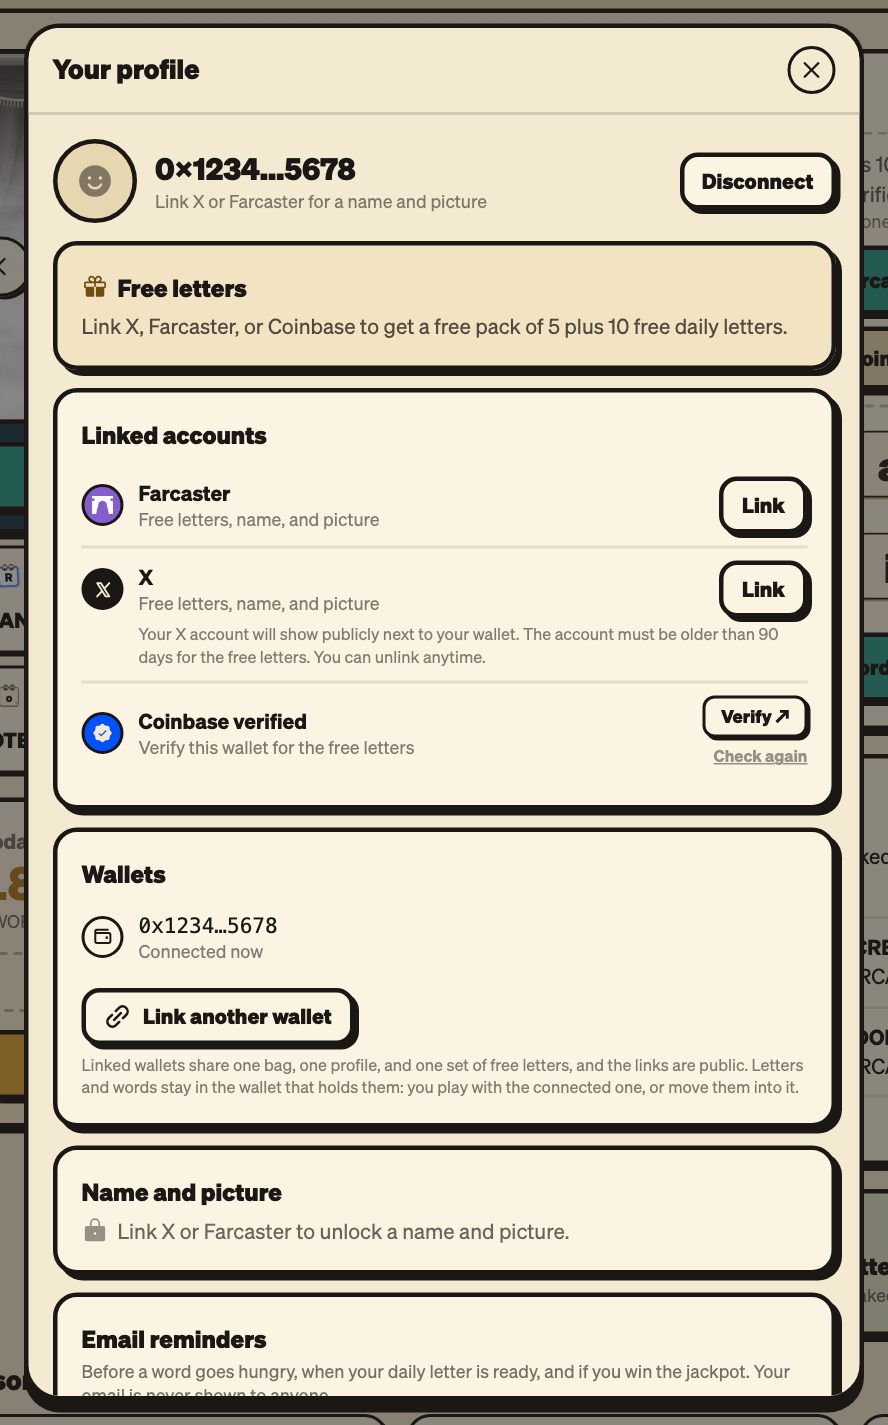 Your profile
0×1234...5678
Link X or Farcaster for a name and picture
Disconnect
Free letters
Link X, Farcaster, or Coinbase to get a free pack of 5 plus 10 free daily letters.
Linked accounts
Farcaster
Free letters, name, and picture
Link
X
Free letters, name, and picture
Link
Your X account will show publicly next to your wallet. The account must be older than 90
days for the free letters. You can unlink anytime.
Coinbase verified
Verify this wallet for the free letters
Verify ↗
Check again
Wallets
0x1234…5678
Connected now
Link another wallet
Linked wallets share one bag, one profile, and one set of free letters, and the links are public. Letters
and words stay in the wallet that holds them: you play with the connected one, or move them into it.
Name and picture
Link X or Farcaster to unlock a name and picture.
Email reminders
Before a word goes hungry, when your daily letter is ready, and if you win the jackpot. Your
email is never shown to anyone.